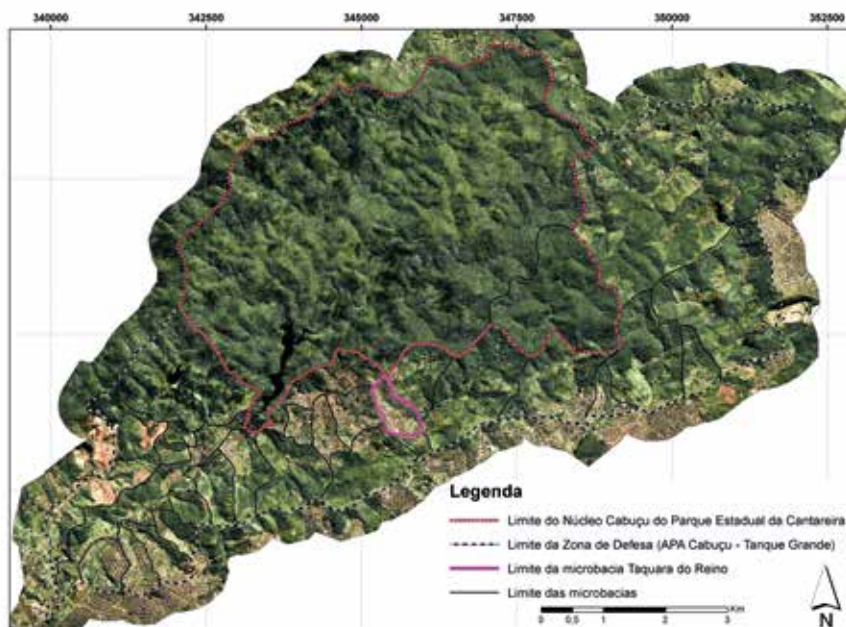 340000 342500 345000 347500 350000 352500
Legenda
Limite do Núcleo Cabuçu do Parque Estadual da Cantareira
Limite da Zona de Defesa (APA Cabuçu - Tanque Grande)
Limite da microbacia Taquara do Reino
Limite das microbacias
0 0,5 1 2 3 Km
N